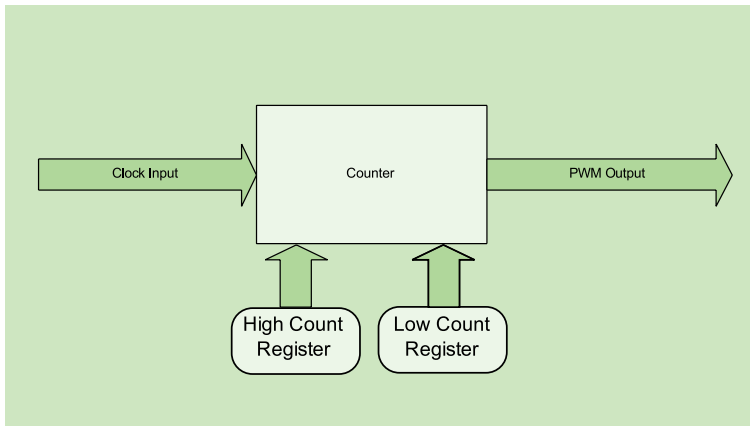 Clock Input
Counter
PWM Output
High Count
Register
Low Count
Register